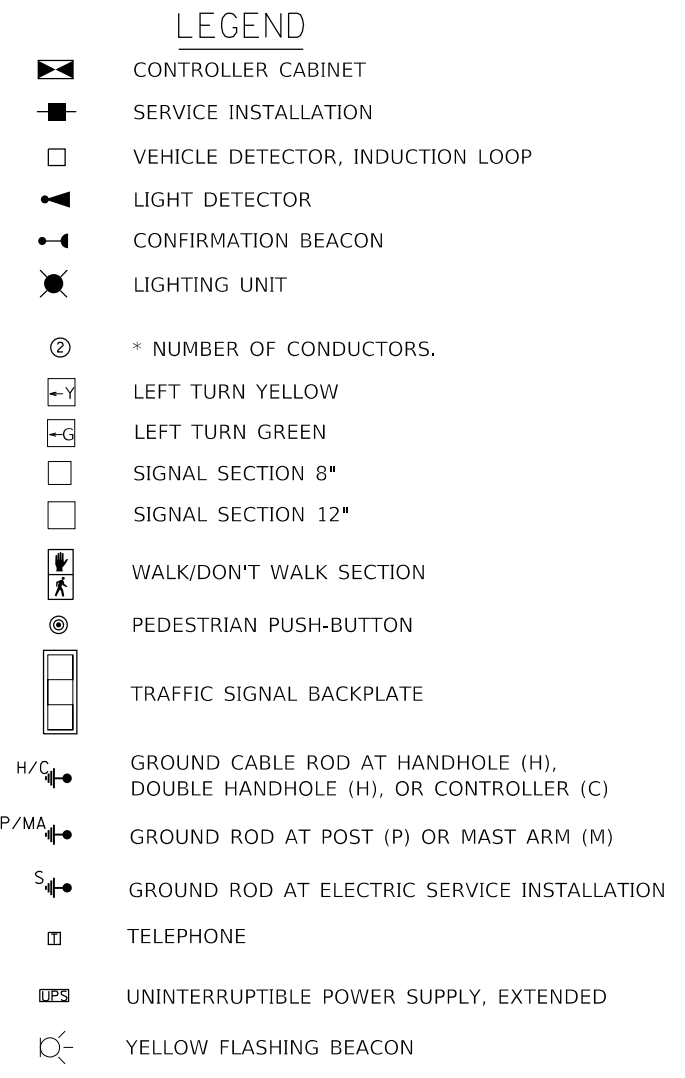 LEGEND
CONTROLLER CABINET
SERVICE INSTALLATION
VEHICLE DETECTOR, INDUCTION LOOP
LIGHT DETECTOR
CONFIRMATION BEACON
LIGHTING UNIT
2 * NUMBER OF CONDUCTORS.
←Y LEFT TURN YELLOW
←G LEFT TURN GREEN
SIGNAL SECTION 8"
SIGNAL SECTION 12"
WALK/DON'T WALK SECTION
PEDESTRIAN PUSH-BUTTON
TRAFFIC SIGNAL BACKPLATE
H/C GROUND CABLE ROD AT HANDHOLE (H),
DOUBLE HANDHOLE (H), OR CONTROLLER (C)
P/MA GROUND ROD AT POST (P) OR MAST ARM (M)
S GROUND ROD AT ELECTRIC SERVICE INSTALLATION
T TELEPHONE
UPS UNINTERRUPTIBLE POWER SUPPLY, EXTENDED
YELLOW FLASHING BEACON